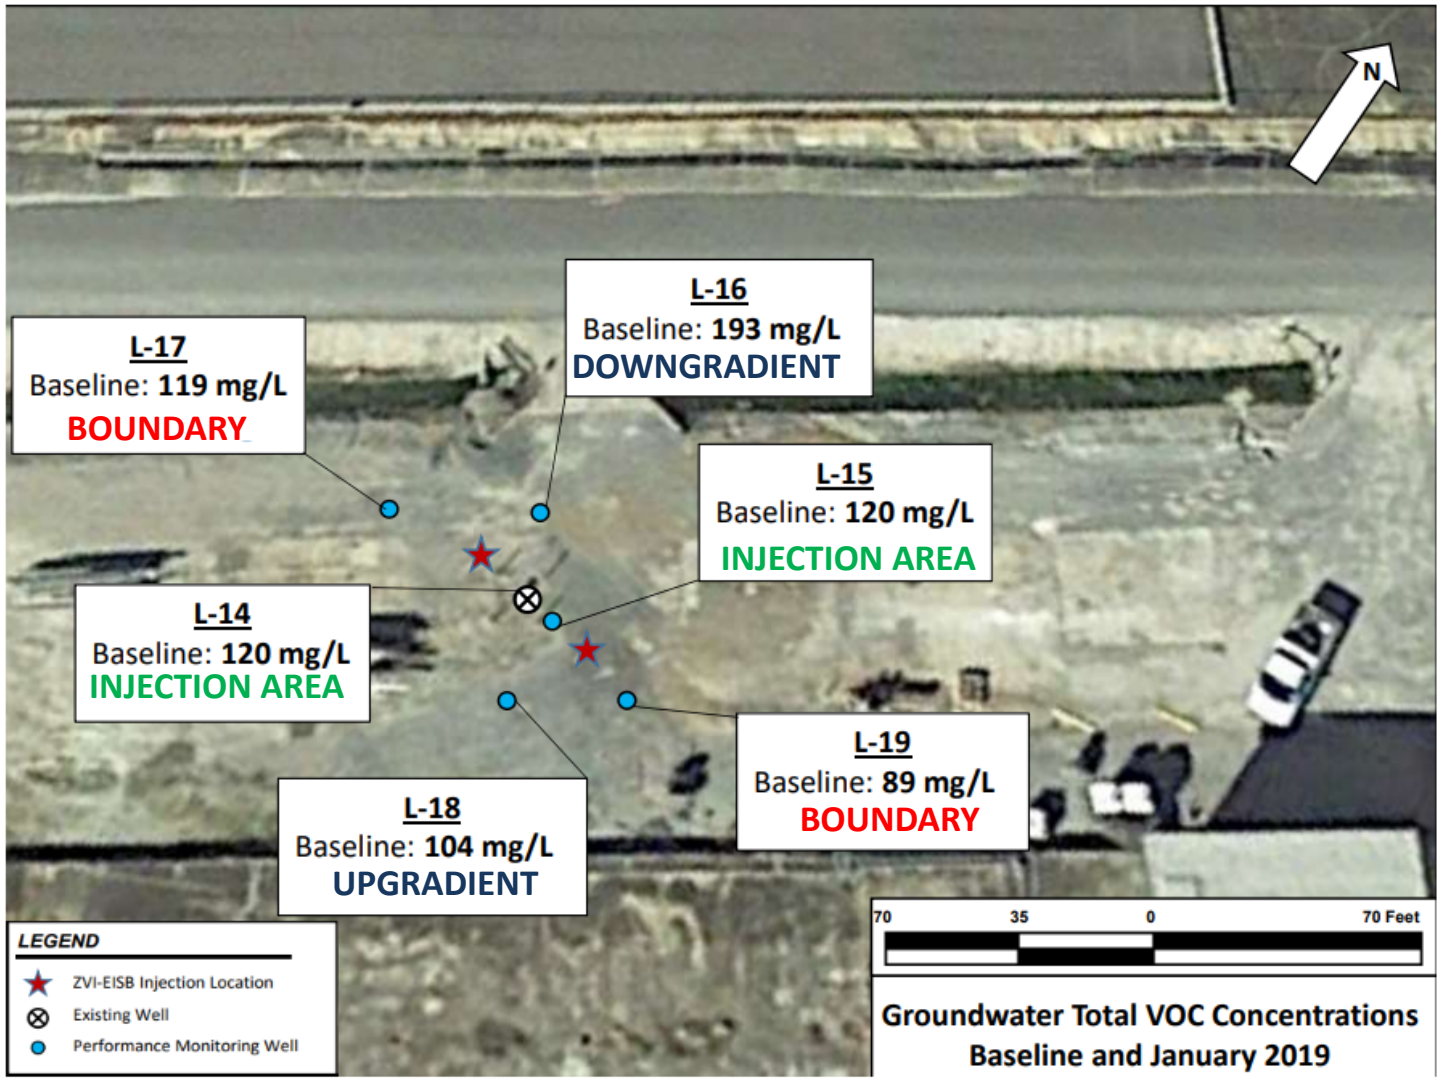 N
L-16
Baseline: 193 mg/L
DOWNGRADIENT
L-17
Baseline: 119 mg/L
BOUNDARY
L-15
Baseline: 120 mg/L
INJECTION AREA
L-14
Baseline: 120 mg/L
INJECTION AREA
L-19
Baseline: 89 mg/L
BOUNDARY
L-18
Baseline: 104 mg/L
UPGRADIENT
LEGEND
ZVI-EISB Injection Location
Existing Well
Performance Monitoring Well
70 35 0 70 Feet
Groundwater Total VOC Concentrations
Baseline and January 2019